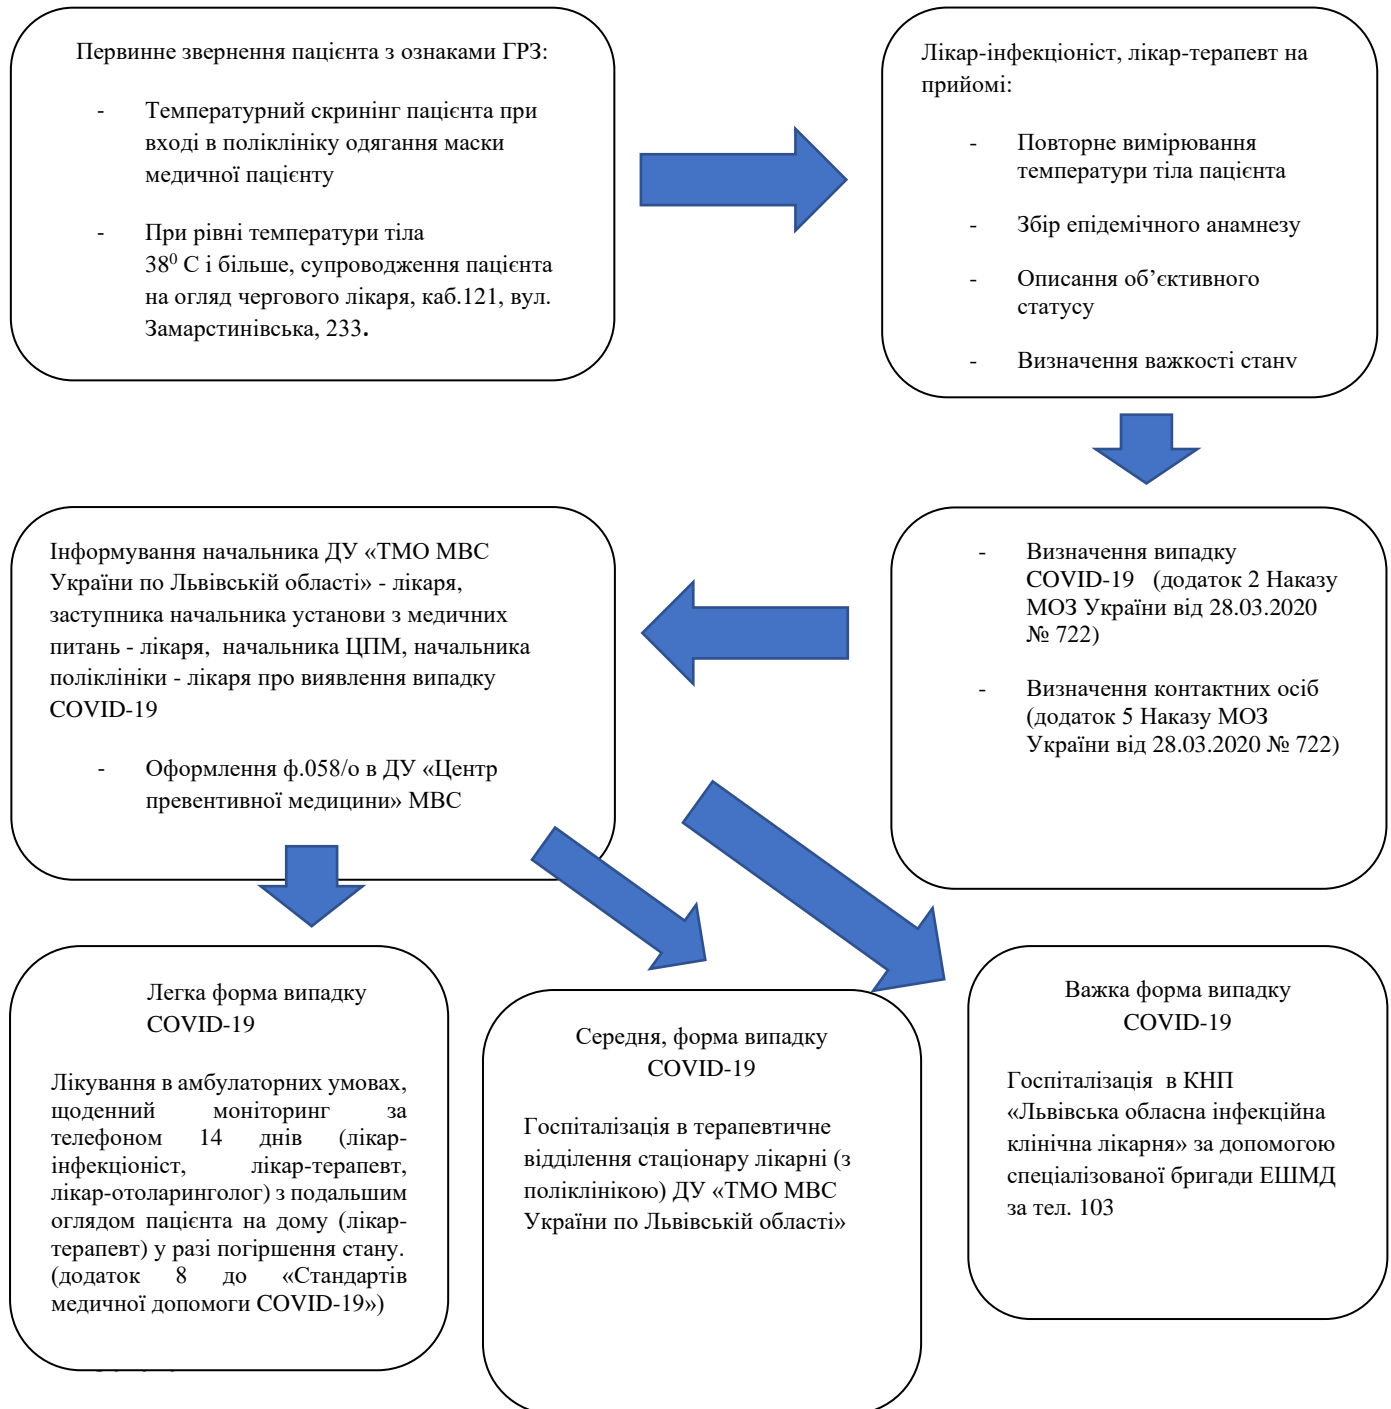 Первинне звернення пацієнта з ознаками ГРЗ:
- Температурний скринінг пацієнта при
вході в поліклініку одягання маски
медичної пацієнту
- При рівні температури тіла
38⁰ С і більше, супроводження пацієнта
на огляд чергового лікаря, каб.121, вул.
Замарстинівська, 233.
Лікар-інфекціоніст, лікар-терапевт на
прийомі:
- Повторне вимірювання
температури тіла пацієнта
- Збір епідемічного анамнезу
- Описання об’єктивного
статусу
- Визначення важкості стану
- Визначення випадку
COVID-19 (додаток 2 Наказу
МОЗ України від 28.03.2020
№ 722)
- Визначення контактних осіб
(додаток 5 Наказу МОЗ
України від 28.03.2020 № 722)
Інформування начальника ДУ «ТМО МВС
України по Львівській області» - лікаря,
заступника начальника установи з медичних
питань - лікаря, начальника ЦПМ, начальника
поліклініки - лікаря про виявлення випадку
COVID-19
- Оформлення ф.058/о в ДУ «Центр
превентивної медицини» МВС
Легка форма випадку
COVID-19
Лікування в амбулаторних умовах,
щоденний моніторинг за
телефоном 14 днів (лікар-
інфекціоніст, лікар-терапевт,
лікар-отоларинголог) з подальшим
оглядом пацієнта на дому (лікар-
терапевт) у разі погіршення стану.
(додаток 8 до «Стандартів
медичної допомоги COVID-19»)
Середня, форма випадку
COVID-19
Госпіталізація в терапевтичне
відділення стаціонару лікарні (з
поліклінікою) ДУ «ТМО МВС
України по Львівській області»
Важка форма випадку
COVID-19
Госпіталізація в КНП
«Львівська обласна інфекційна
клінічна лікарня» за допомогою
спеціалізованої бригади ЕШМД
за тел. 103